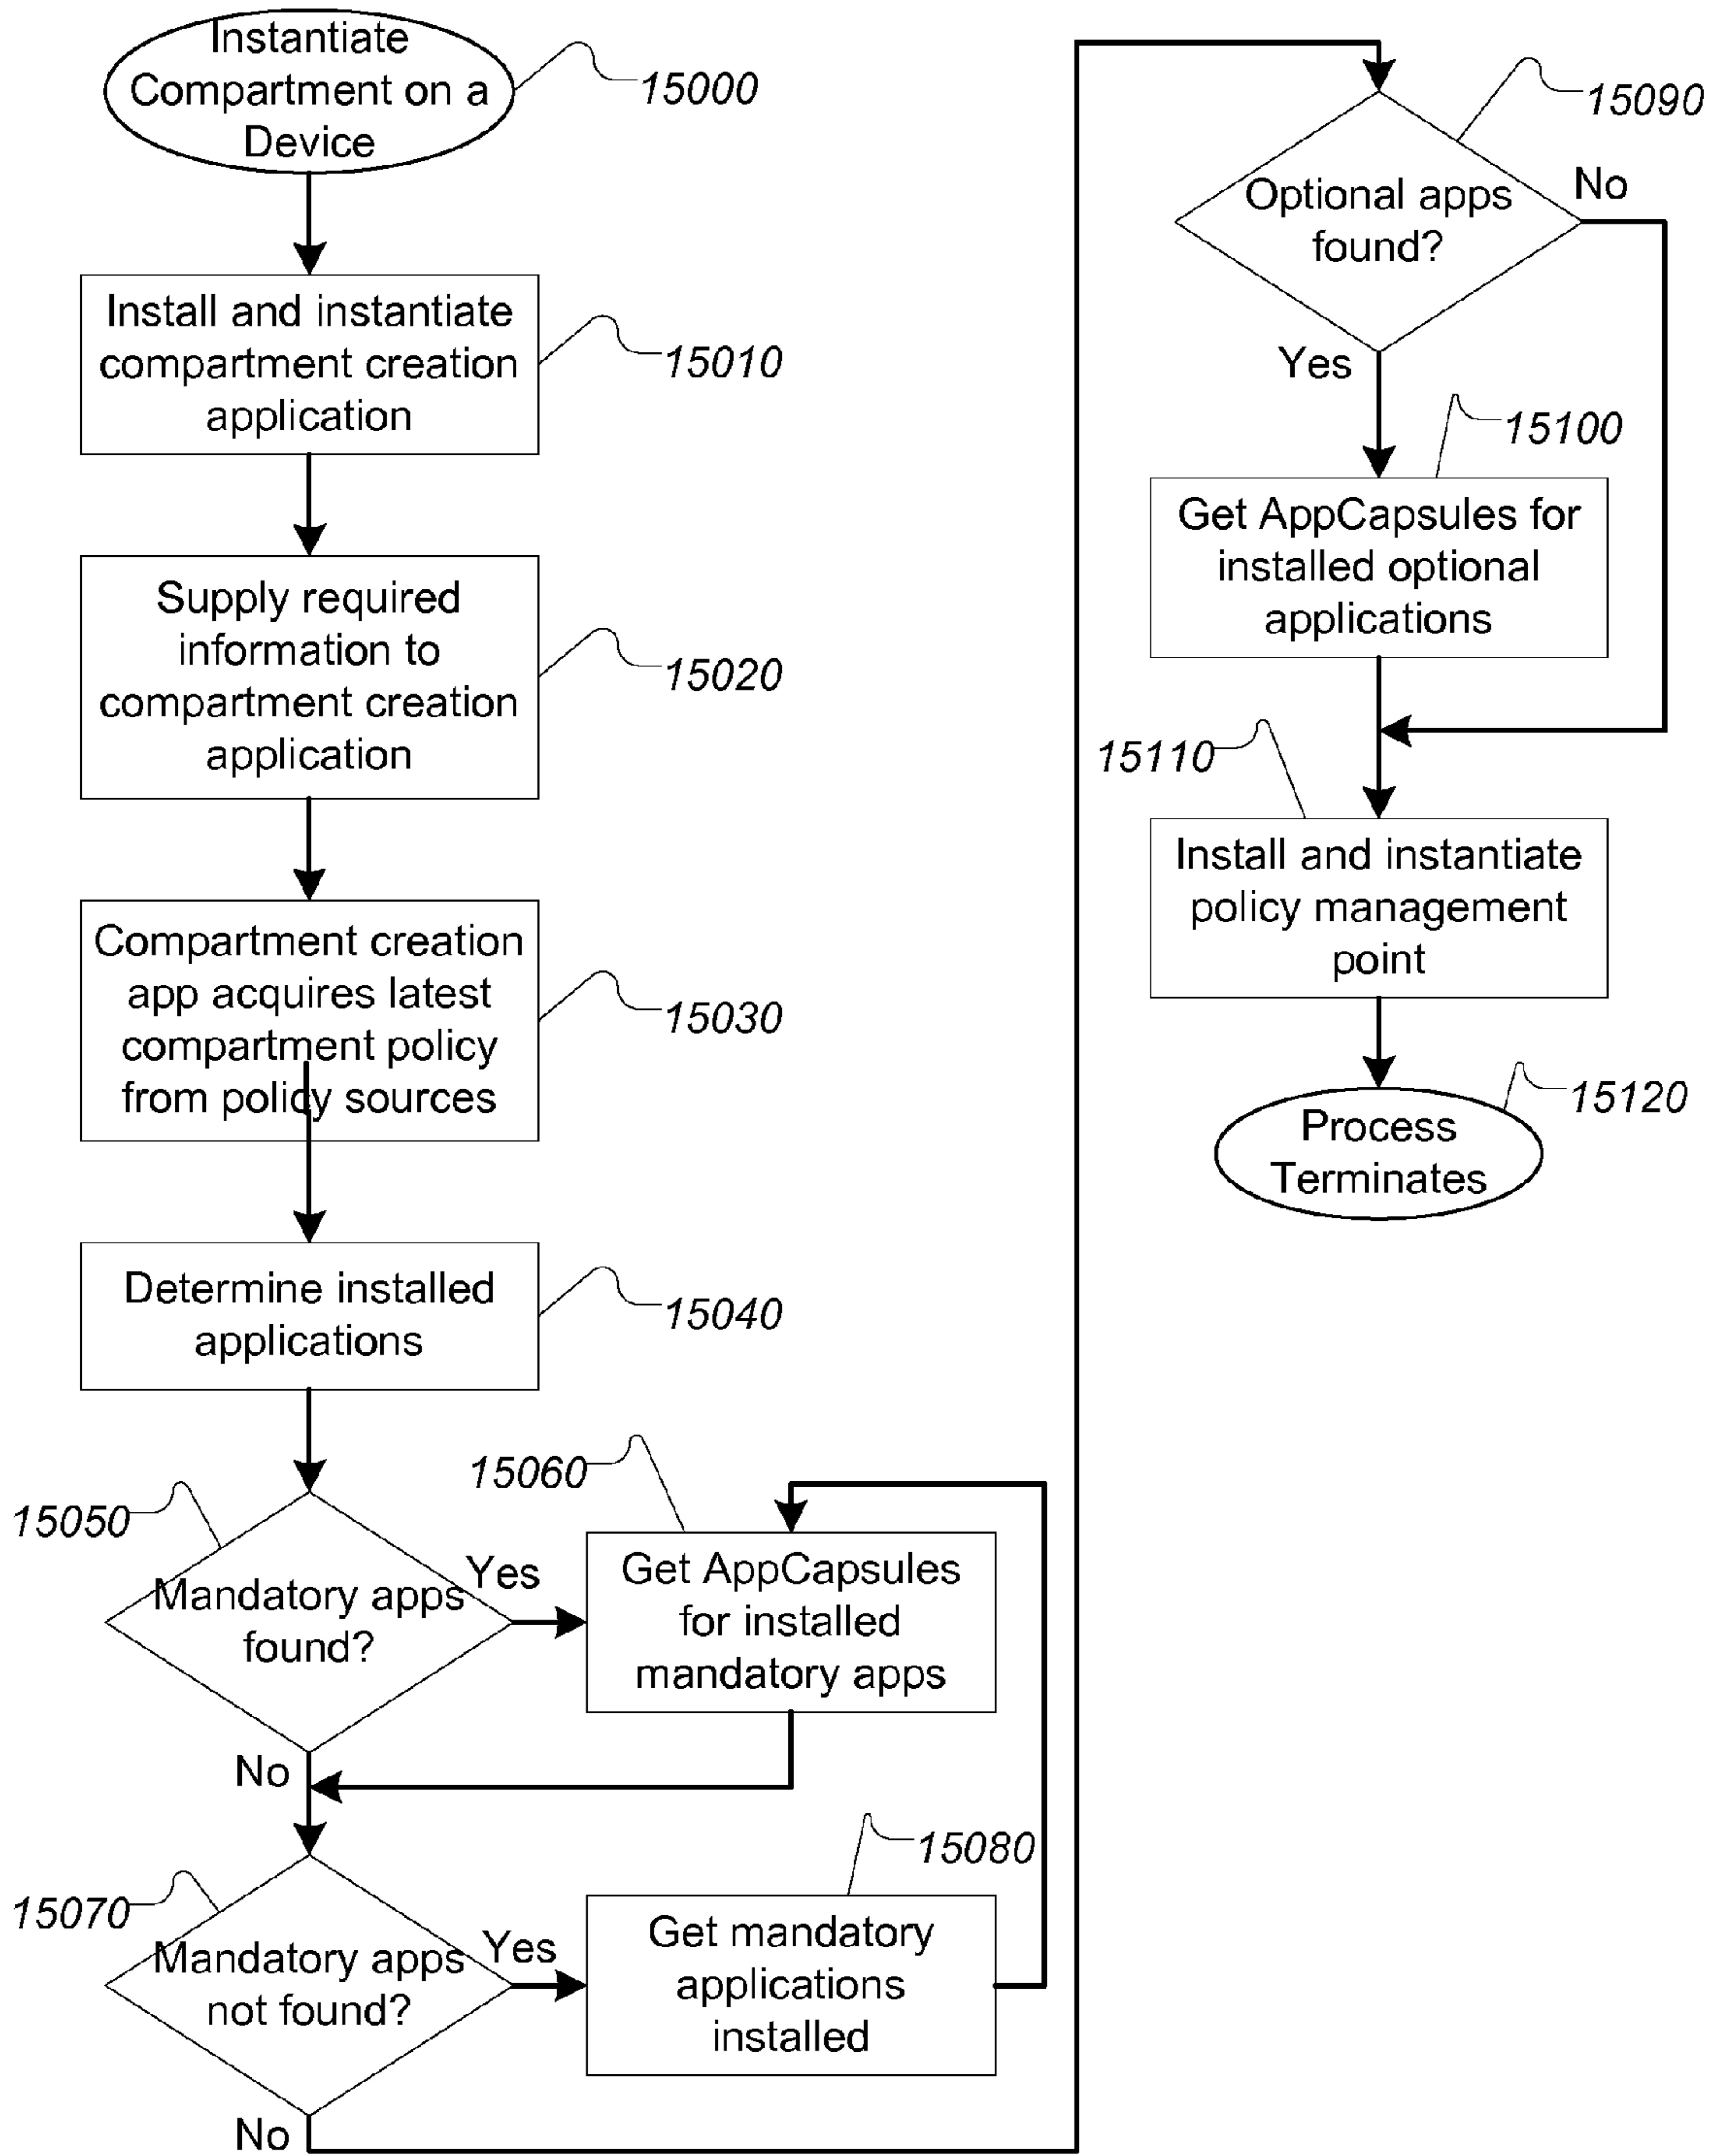 Instantiate
Compartment on a
Device
15000
Install and instantiate
compartment creation
application
15010
Supply required
information to
compartment creation
application
15020
Compartment creation
app acquires latest
compartment policy
from policy sources
15030
Determine installed
applications
15040
15050
Mandatory apps
found?
Yes
No
15060
Get AppCapsules
for installed
mandatory apps
15070
Mandatory apps
not found?
Yes
No
15080
Get mandatory
applications
installed
15090
Optional apps
found?
No
Yes
15100
Get AppCapsules for
installed optional
applications
15110
Install and instantiate
policy management
point
15120
Process
Terminates